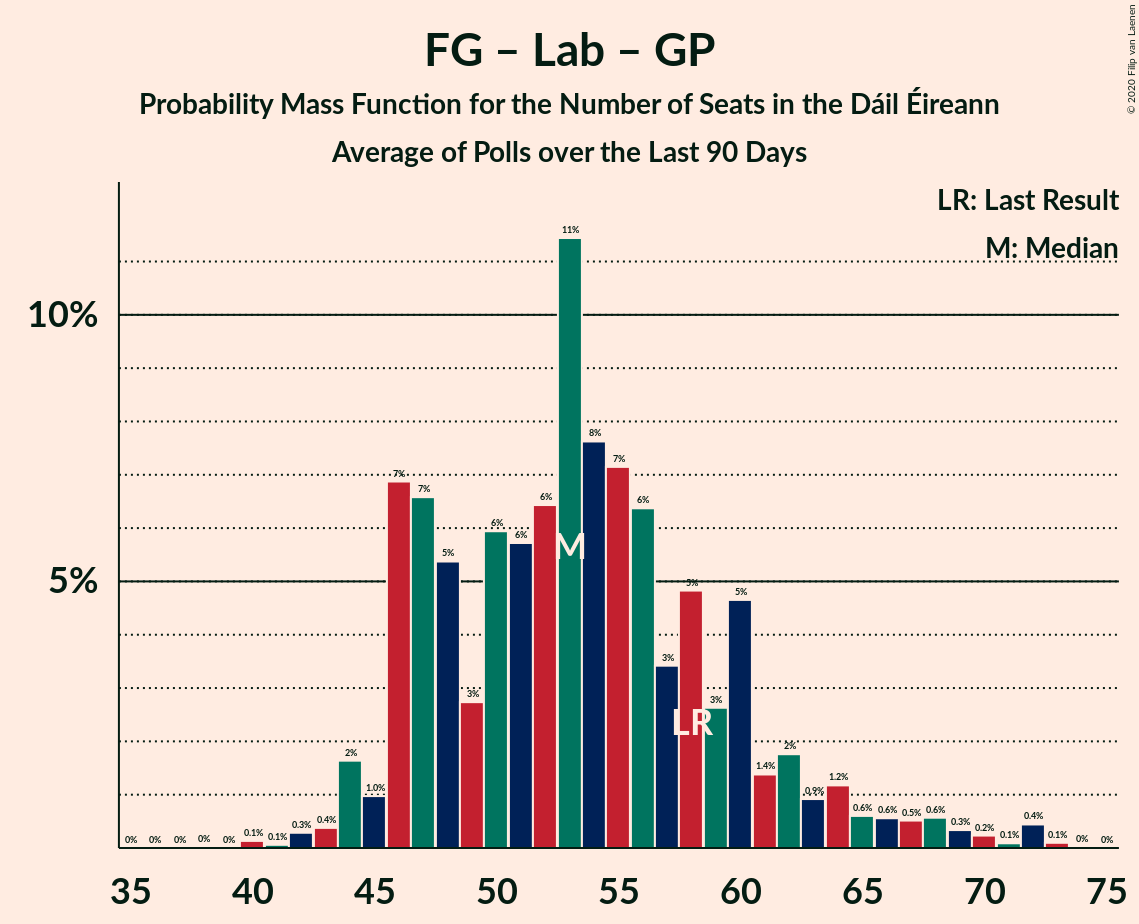 FG – Lab – GP
Probability Mass Function for the Number of Seats in the Dáil Éireann
Average of Polls over the Last 90 Days
© 2020 Filip van Laenen
LR: Last Result
M: Median
10%
5%
0% 0% 0% 0% 0% 0.1% 0.1% 0.3% 0.4% 2% 1.0% 7% 7% 5% 3% 6% 6% 6% 11% 8% 7% 6% 3% 5% 3% 5% 1.4% 2% 0.9% 1.2% 0.6% 0.6% 0.5% 0.6% 0.3% 0.2% 0.1% 0.4% 0.1% 0% 0%
M
LR
35 40 45 50 55 60 65 70 75